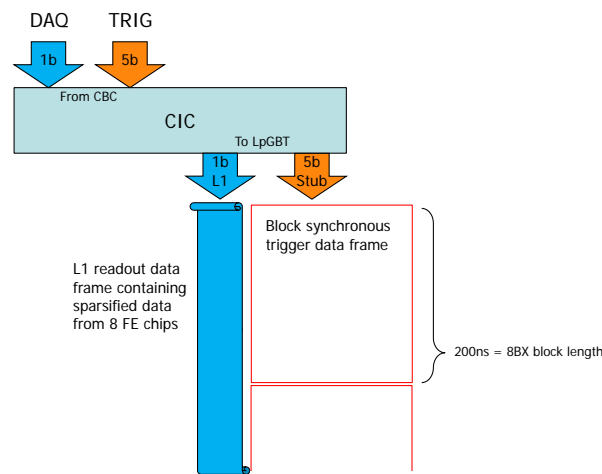 DAQ TRIG
1b 5b
From CBC
CIC
To LpGBT
1b 5b
L1 Stub
Block synchronous
trigger data frame
L1 readout data
frame containing
sparsified data
from 8 FE chips
200ns = 8BX block length